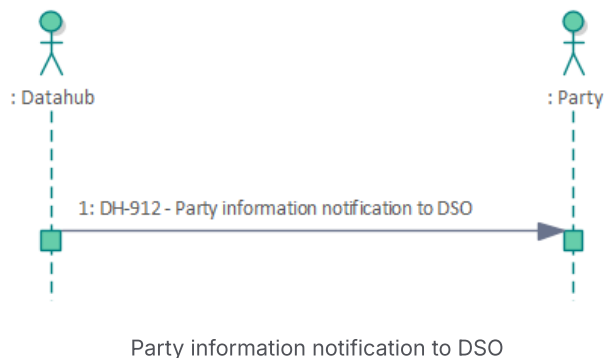 : Datahub
: Party
1: DH-912 - Party information notification to DSO
Party information notification to DSO